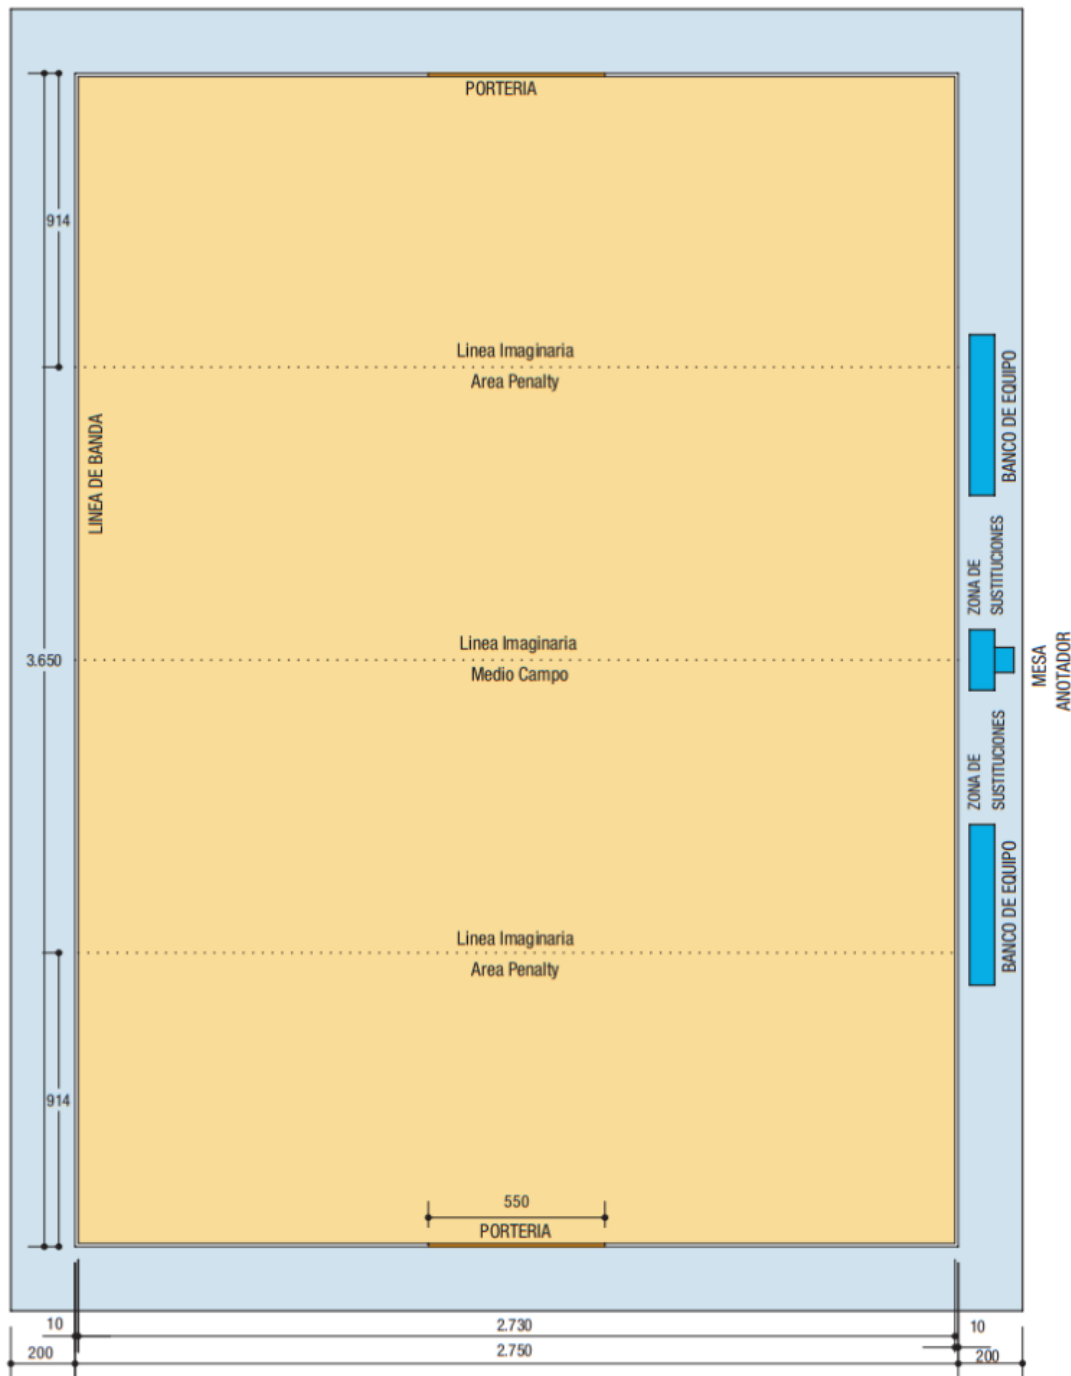 PORTERIA
914
Linea Imaginaria
Area Penalty
BANCO DE EQUIPO
LINEA DE BANDA
ZONA DE
SUSTITUCIONES
Linea Imaginaria
3.650
Medio Campo
MESA
ANOTADOR
ZONA DE
SUSTITUCIONES
BANCO DE EQUIPO
Linea Imaginaria
Area Penalty
914
550
PORTERIA
10
2.730
10
200
2.750
200